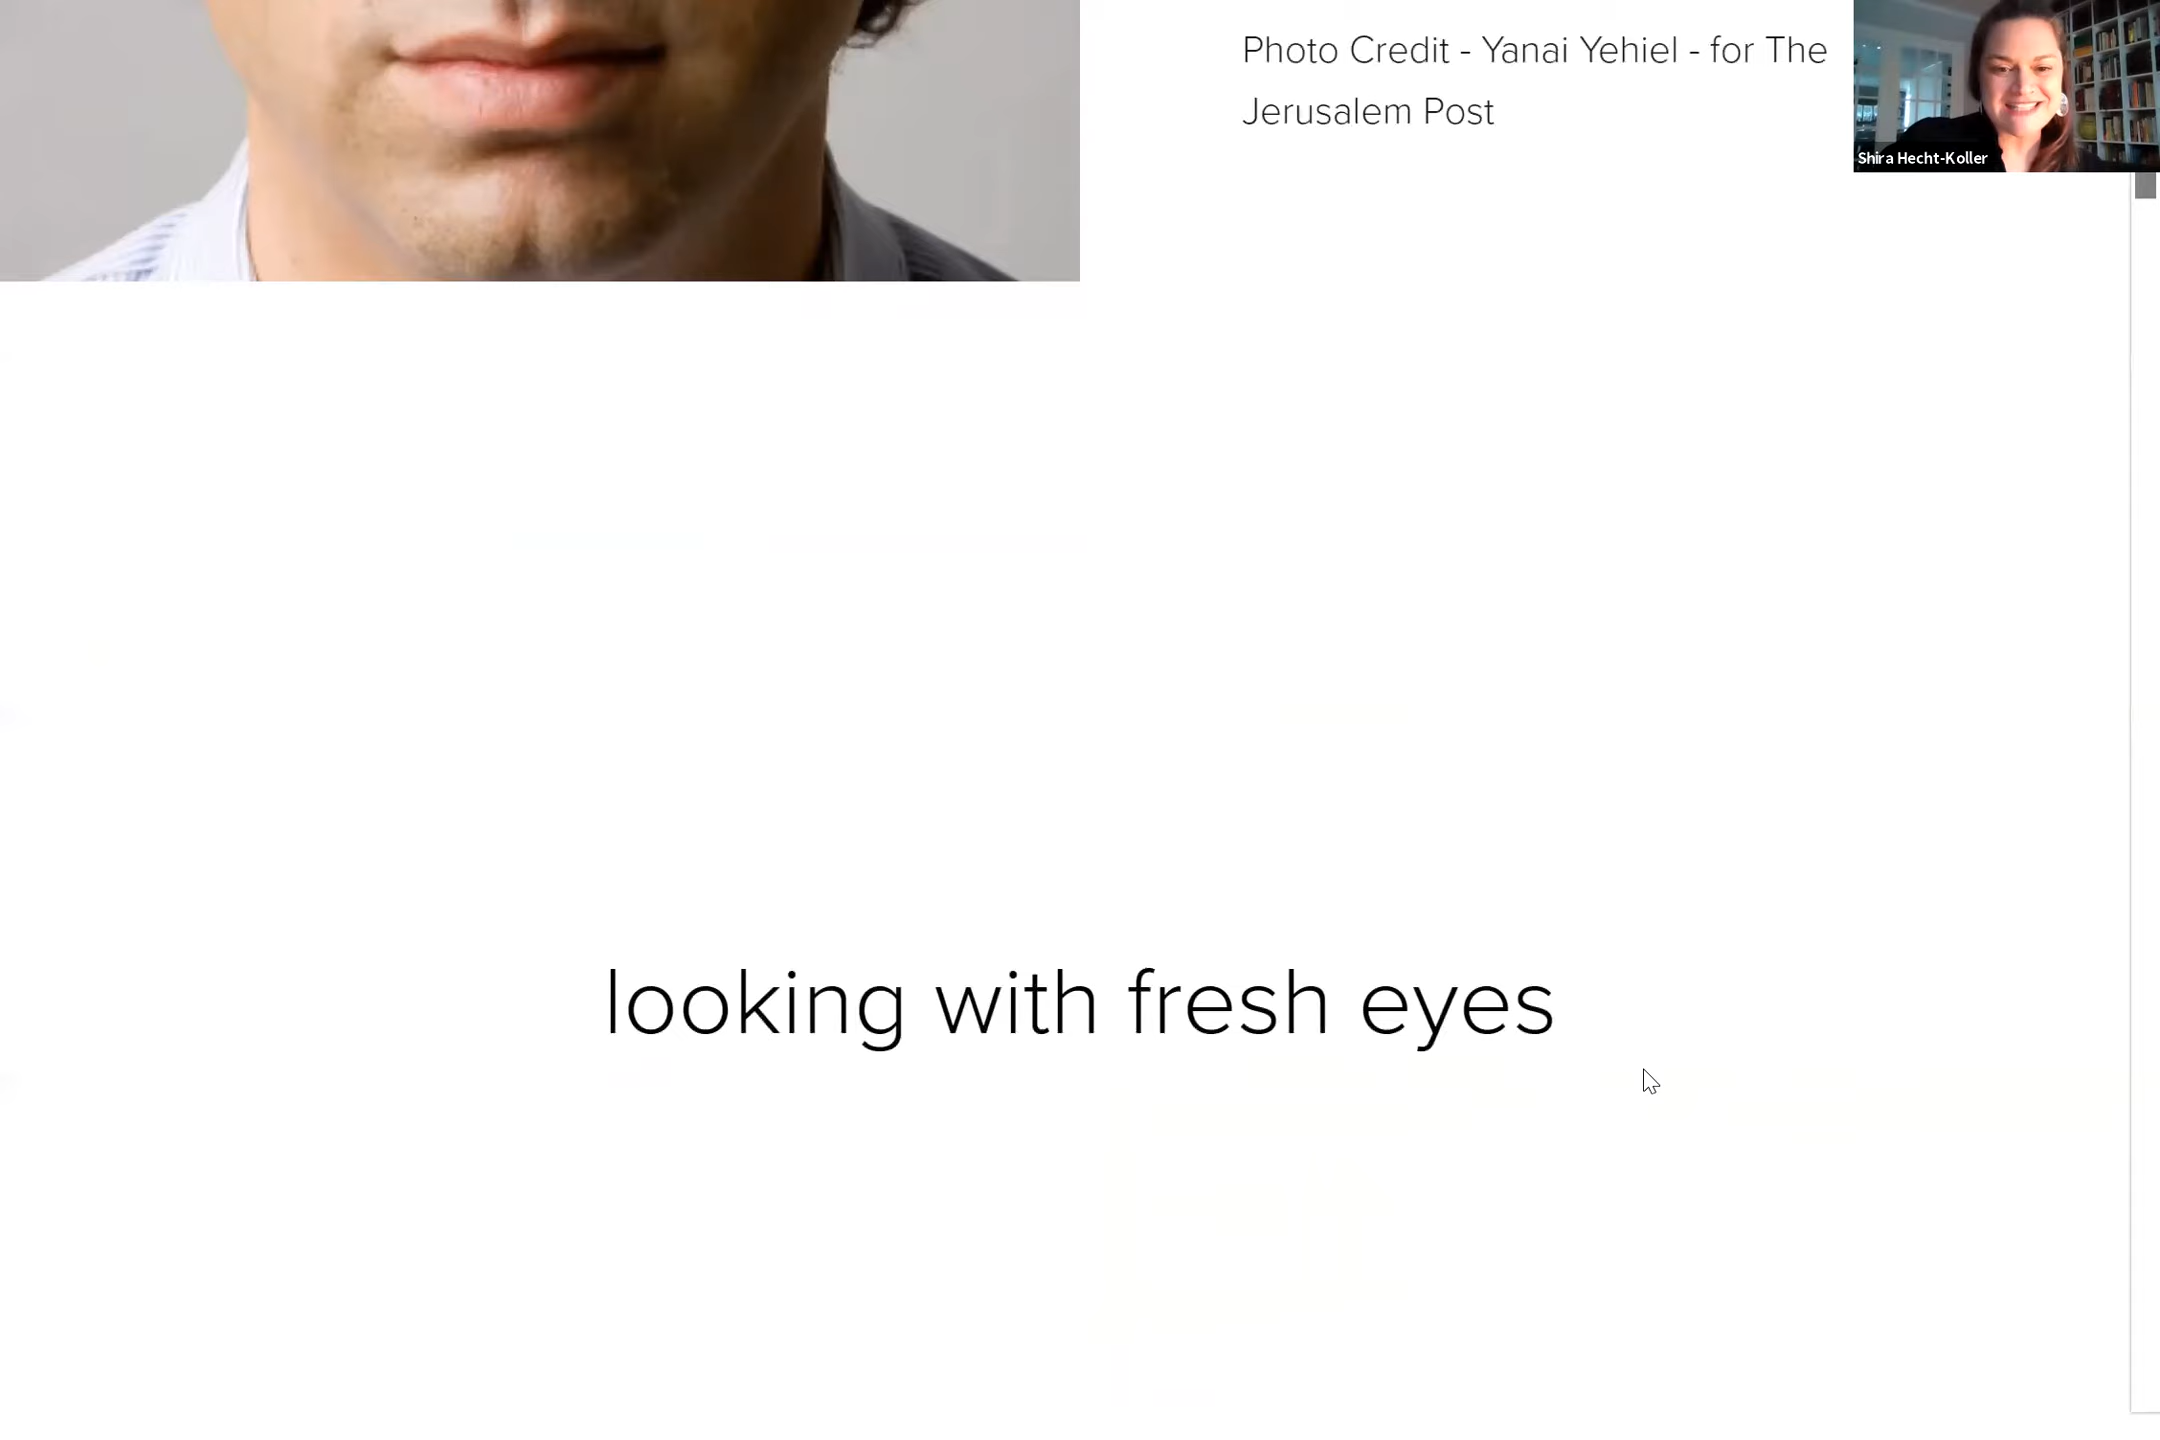 Photo Credit - Yanai Yehiel - for The
Jerusalem Post
Shira Hecht-Koller
looking with fresh eyes